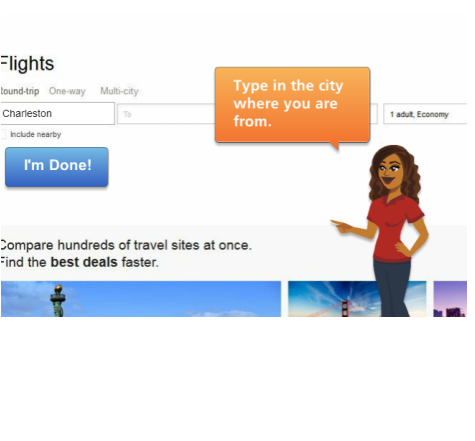 Flights
Round-trip One-way Multi-city
Charleston To 1 adult, Economy
Include nearby
Type in the city
where you are
from.
I'm Done!
Compare hundreds of travel sites at once.
Find the best deals faster.